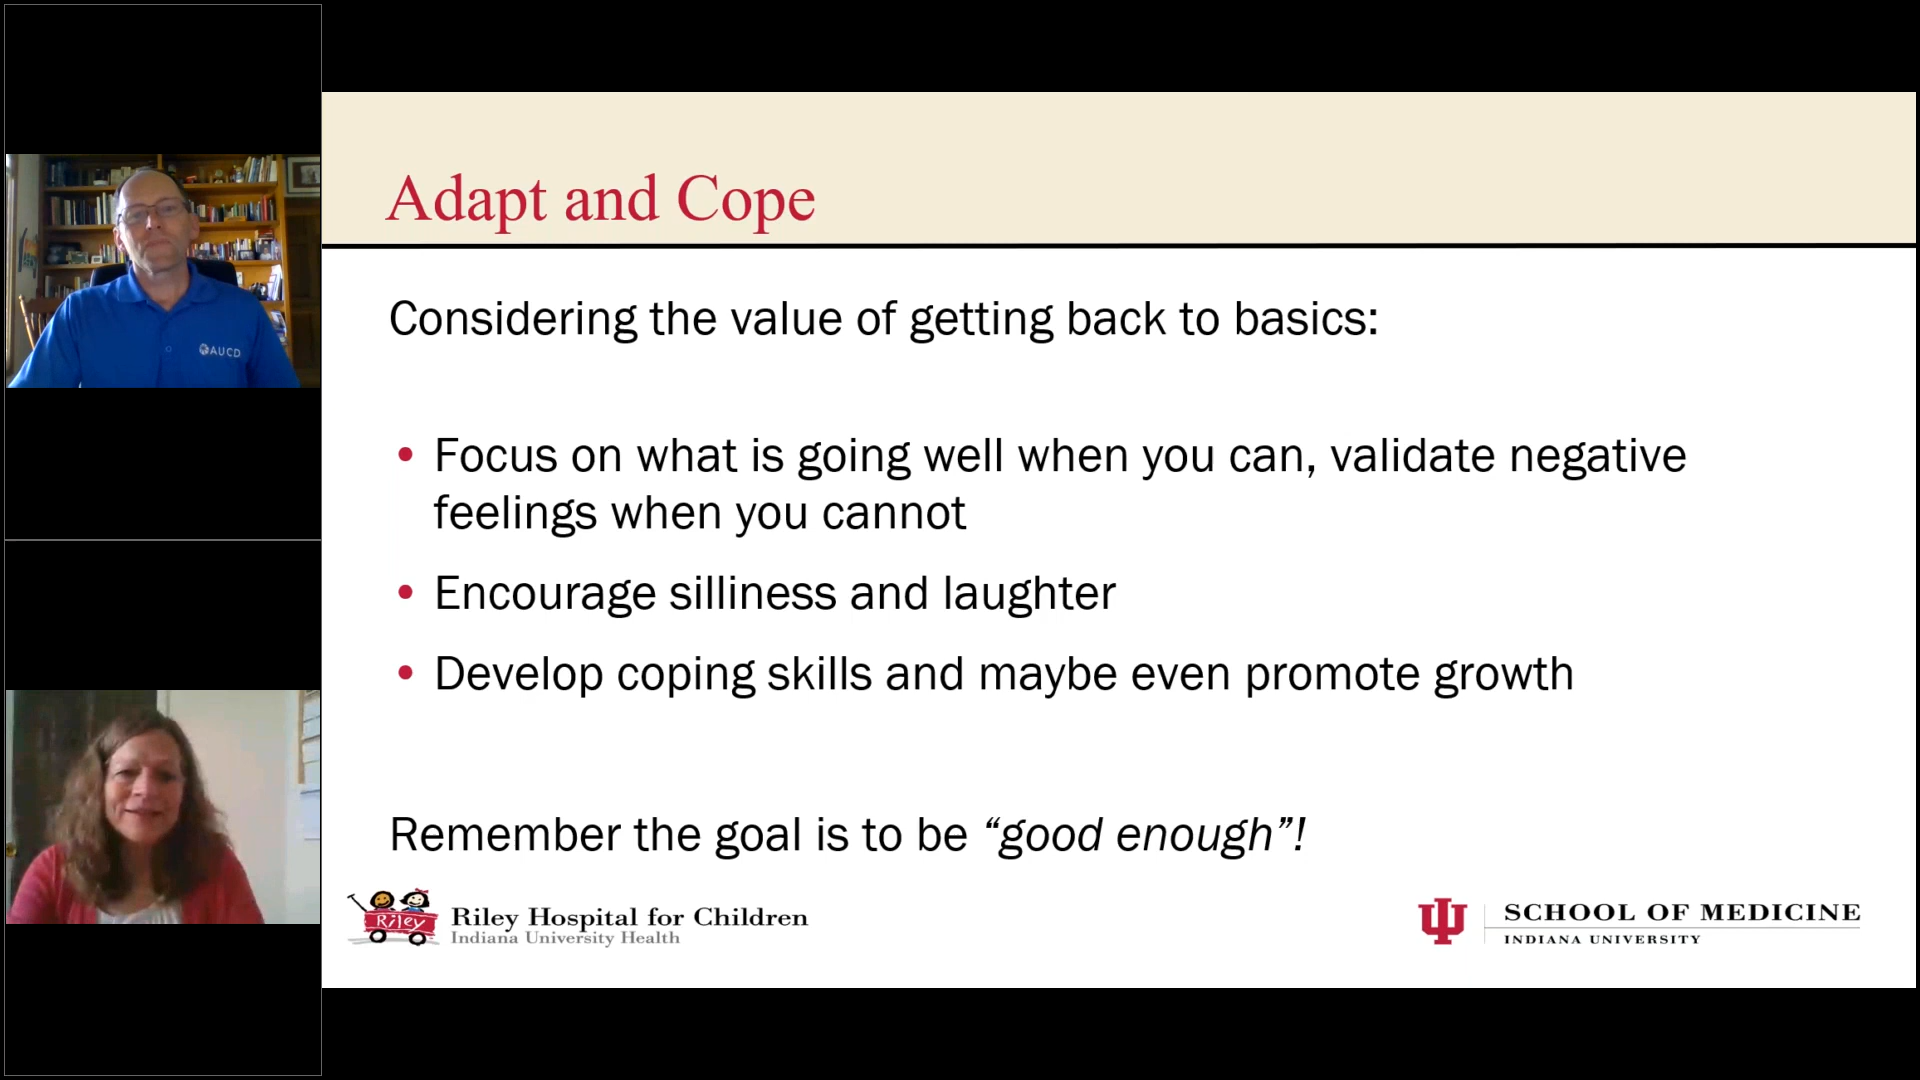 AUCD
Adapt and Cope
Considering the value of getting back to basics:
• Focus on what is going well when you can, validate negative
feelings when you cannot
• Encourage silliness and laughter
• Develop coping skills and maybe even promote growth
Remember the goal is to be “good enough”!
Riley
Riley Hospital for Children
Indiana University Health
SCHOOL OF MEDICINE
INDIANA UNIVERSITY